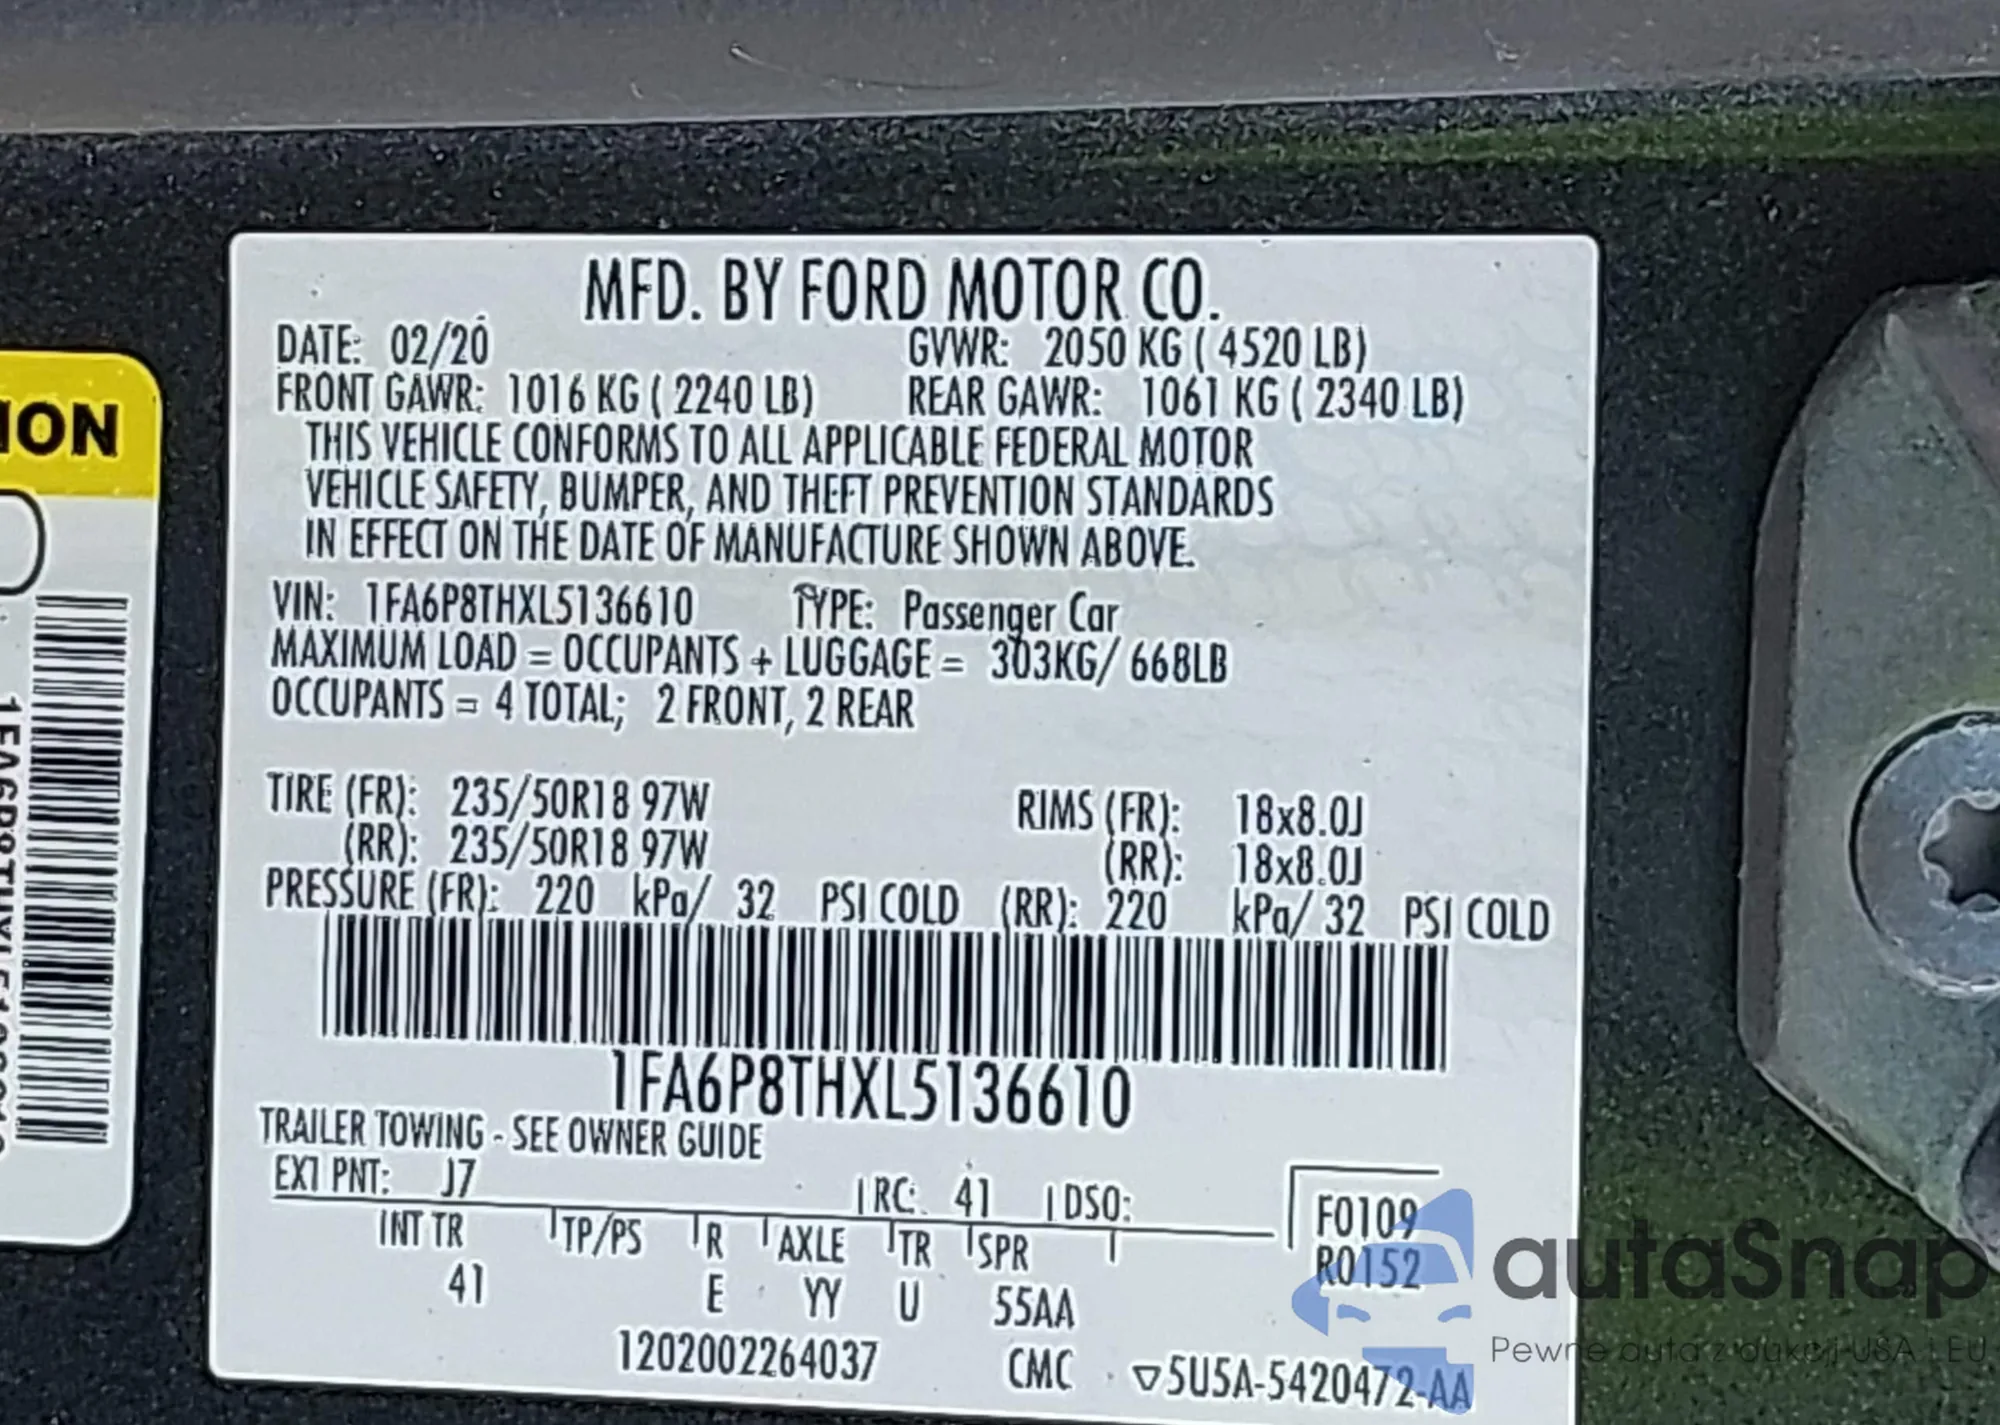 ION
1FA6P8THXL5136610
MFD. BY FORD MOTOR CO.
DATE: 02/20 GVWR: 2050 KG ( 4520 LB)
FRONT GAWR: 1016 KG ( 2240 LB) REAR GAWR: 1061 KG ( 2340 LB)
THIS VEHICLE CONFORMS TO ALL APPLICABLE FEDERAL MOTOR
VEHICLE SAFETY, BUMPER, AND THEFT PREVENTION STANDARDS
IN EFFECT ON THE DATE OF MANUFACTURE SHOWN ABOVE.
VIN: 1FA6P8THXL5136610 TYPE: Passenger Car
MAXIMUM LOAD = OCCUPANTS + LUGGAGE = 303KG/ 668LB
OCCUPANTS = 4 TOTAL; 2 FRONT, 2 REAR
TIRE (FR): 235/50R18 97W RIMS (FR): 18x8.0J
(RR): 235/50R18 97W (RR): 18x8.0J
PRESSURE (FR): 220 kPa/ 32 PSI COLD (RR): 220 kPa/ 32 PSI COLD
1FA6P8THXL5136610
TRAILER TOWING - SEE OWNER GUIDE
EXT PNT: J7 RC: 41 DSO:
F0109
R0152
INT TR TP/PS R AXLE TR SPR
41 E YY U 55AA
1202002264037 CMC ▽5U5A-5420472-AA
autaSnap
Pewne auta z aukcji USA i EU